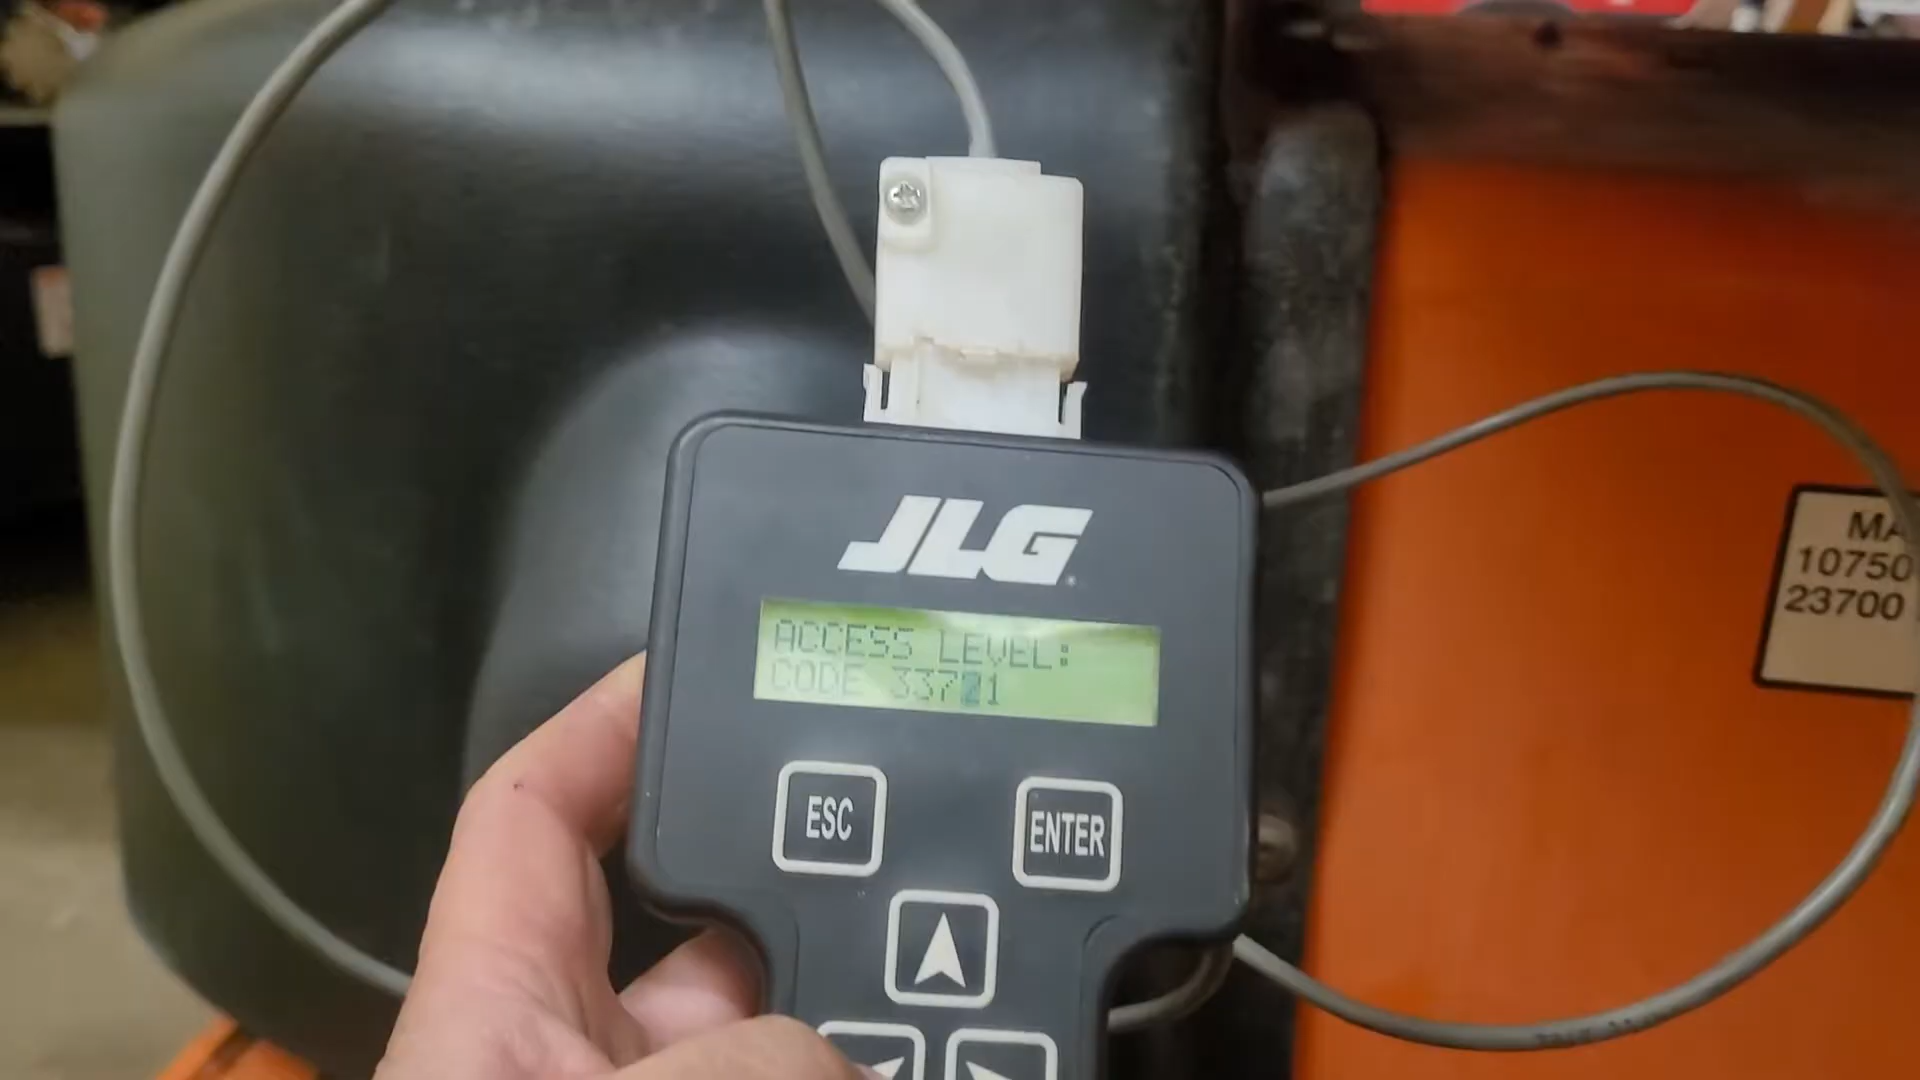 JLG
ACCESS LEVEL:
CODE 33721
ESC
ENTER
MA
10750
23700